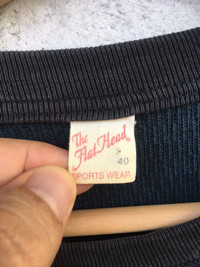 The
Flat Head
40
SPORTS WEAR